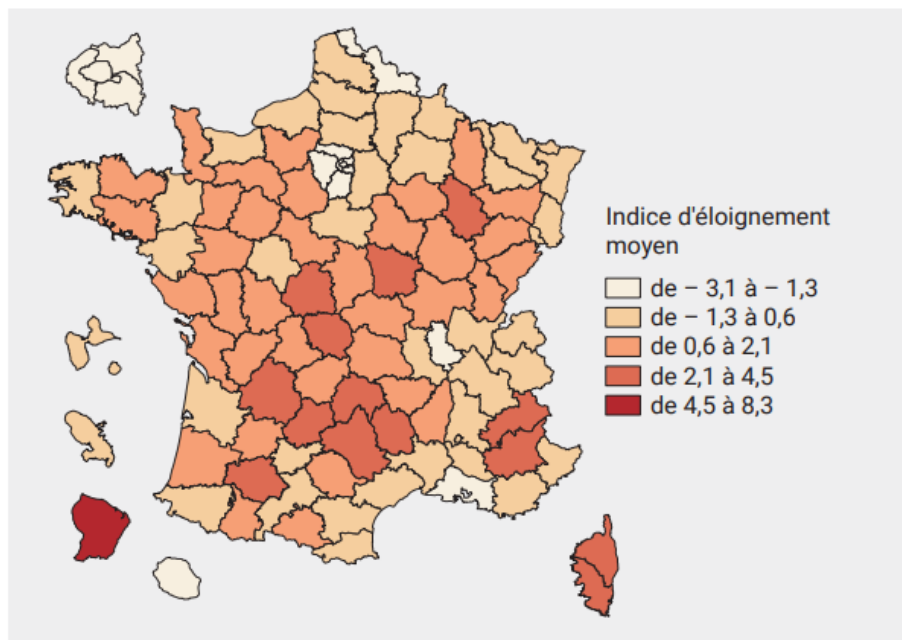 Indice d'éloignement
moyen
de – 3,1 à – 1,3
de – 1,3 à 0,6
de 0,6 à 2,1
de 2,1 à 4,5
de 4,5 à 8,3